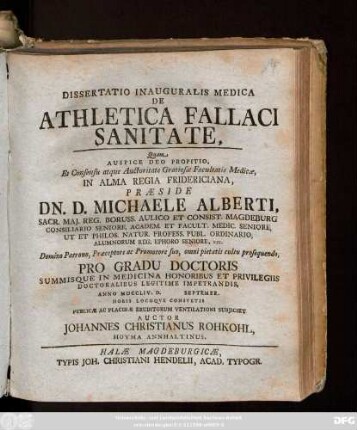 DISSERTATIO INAUGURALIS MEDICA
DE
ATHLETICA FALLACI
SANITATE,
Quam,
AUSPICE DEO PROPITIO,
Et Consensu atque Auctoritate Gratiosæ Facultatis Medicæ,
IN ALMA REGIA FRIDERICIANA,
PRÆSIDE
DN. D. MICHAELE ALBERTI,
SACR. MAJ. REG. BORUSS. AULICO ET CONSIST. MAGDEBURG
CONSILIARIO SENIORE, ACADEM. ET FACULT. MEDIC. SENIORE,
UT ET PHILOS. NATUR. PROFESS. PUBL. ORDINARIO,
ALUMNORUM REG. EPHORO SENIORE,
Domino Patrono, Præceptore ac Promotore suo, omni pietatis cultu prosequendo,
PRO GRADU DOCTORIS
SUMMISQUE IN MEDICINA HONORIBUS ET PRIVILEGIIS
DOCTORALIBUS LEGITIME IMPETRANDIS,
ANNO MDCCLIV. D. SEPTEMBR.
HORIS LOCOQUE CONSUETIS
PUBLICÆ AC PLACIDÆ ERUDITORUM VENTILATIONI SUBJICIET
AUCTOR
JOHANNES CHRISTIANUS ROHKOHL,
HOYMA ANHALTINUS.
HALÆ MAGDEBURGICÆ,
TYPIS JOH. CHRISTIANI HENDELII, ACAD. TYPOGR.
DFG